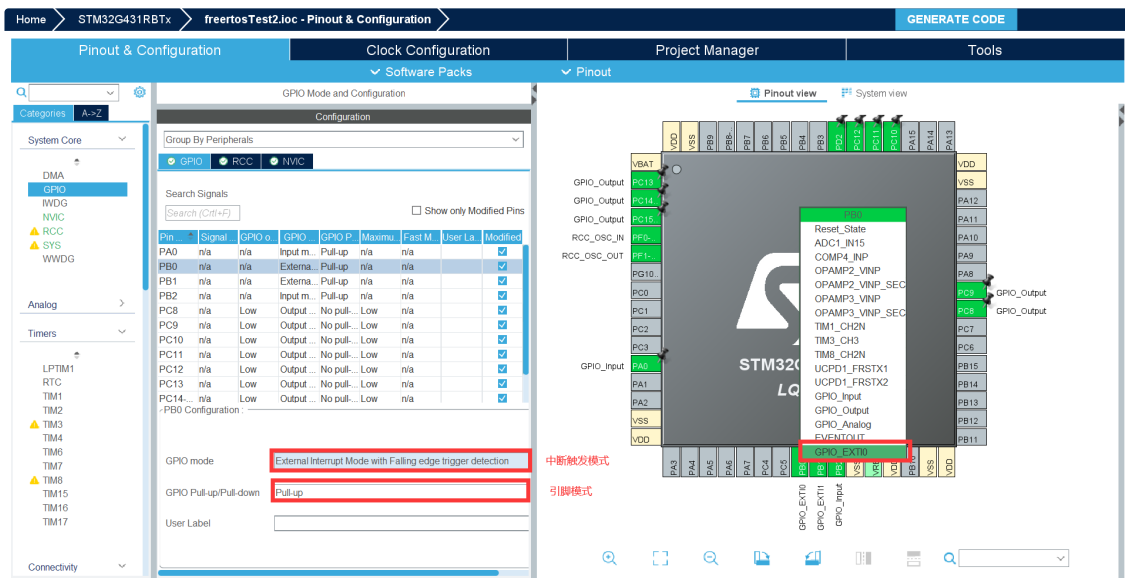 Home
STM32G431RBTx
freertosTest2.ioc - Pinout & Configuration
GENERATE CODE
Pinout & Configuration
Clock Configuration
Project Manager
Tools
Software Packs
Pinout
GPIO Mode and Configuration
Pinout view
System view
Categories
A->Z
System Core
DMA
GPIO
IWDG
NVIC
RCC
SYS
WWDG
Analog
Timers
LPTIM1
RTC
TIM1
TIM2
TIM3
TIM4
TIM6
TIM7
TIM8
TIM15
TIM16
TIM17
Connectivity
Configuration
Group By Peripherals
GPIO
RCC
NVIC
Search Signals
Search (Crtl+F)
Show only Modified Pins
Pin ... Signal ... GPIO o... GPIO ... GPIO P... Maximu... Fast M... User La... Modified
PA0 n/a n/a Input m... Pull-up n/a n/a
PB0 n/a n/a Externa... Pull-up n/a n/a
PB1 n/a n/a Externa... Pull-up n/a n/a
PB2 n/a n/a Input m... Pull-up n/a n/a
PC8 n/a Low Output ... No pull-... Low n/a
PC9 n/a Low Output ... No pull-... Low n/a
PC10 n/a Low Output ... No pull-... Low n/a
PC11 n/a Low Output ... No pull-... Low n/a
PC12 n/a Low Output ... No pull-... Low n/a
PC13 n/a Low Output ... No pull-... Low n/a
PC14-... n/a Low Output ... No pull-... Low n/a
PB0 Configuration :
GPIO mode
External Interrupt Mode with Falling edge trigger detection
中断触发模式
GPIO Pull-up/Pull-down
Pull-up
引脚模式
User Label
VDD
VSS
PB9
PB8-
PB7
PB6
PB5
PB4
PB3
PD2
PC12
PC11
PC10
PA15
PA14
PA13
VBAT
GPIO_Output PC13
GPIO_Output PC14
GPIO_Output PC15
RCC_OSC_IN PF0-
RCC_OSC_OUT PF1-
PG10
PC0
PC1
PC2
PC3
GPIO_Input PA0
PA1
PA2
VSS
VDD
PB0
Reset_State
ADC1_IN15
COMP4_INP
OPAMP2_VINP
OPAMP2_VINP_SEC
OPAMP3_VINP
OPAMP3_VINP_SEC
TIM1_CH2N
TIM3_CH3
TIM8_CH2N
UCPD1_FRSTX1
UCPD1_FRSTX2
GPIO_Input
GPIO_Output
GPIO_Analog
EVENTOUT
GPIO_EXTI0
STM32
LQ
VDD
VSS
PA12
PA11
PA10
PA9
PA8
PC9 GPIO_Output
PC8 GPIO_Output
PC7
PC6
PB15
PB14
PB13
PB12
PB11
PA3
PA4
PA5
PA6
PA7
PC4
PC5
VSS
VDD
GPIO_EXTI0
GPIO_EXTI1
GPIO_Input